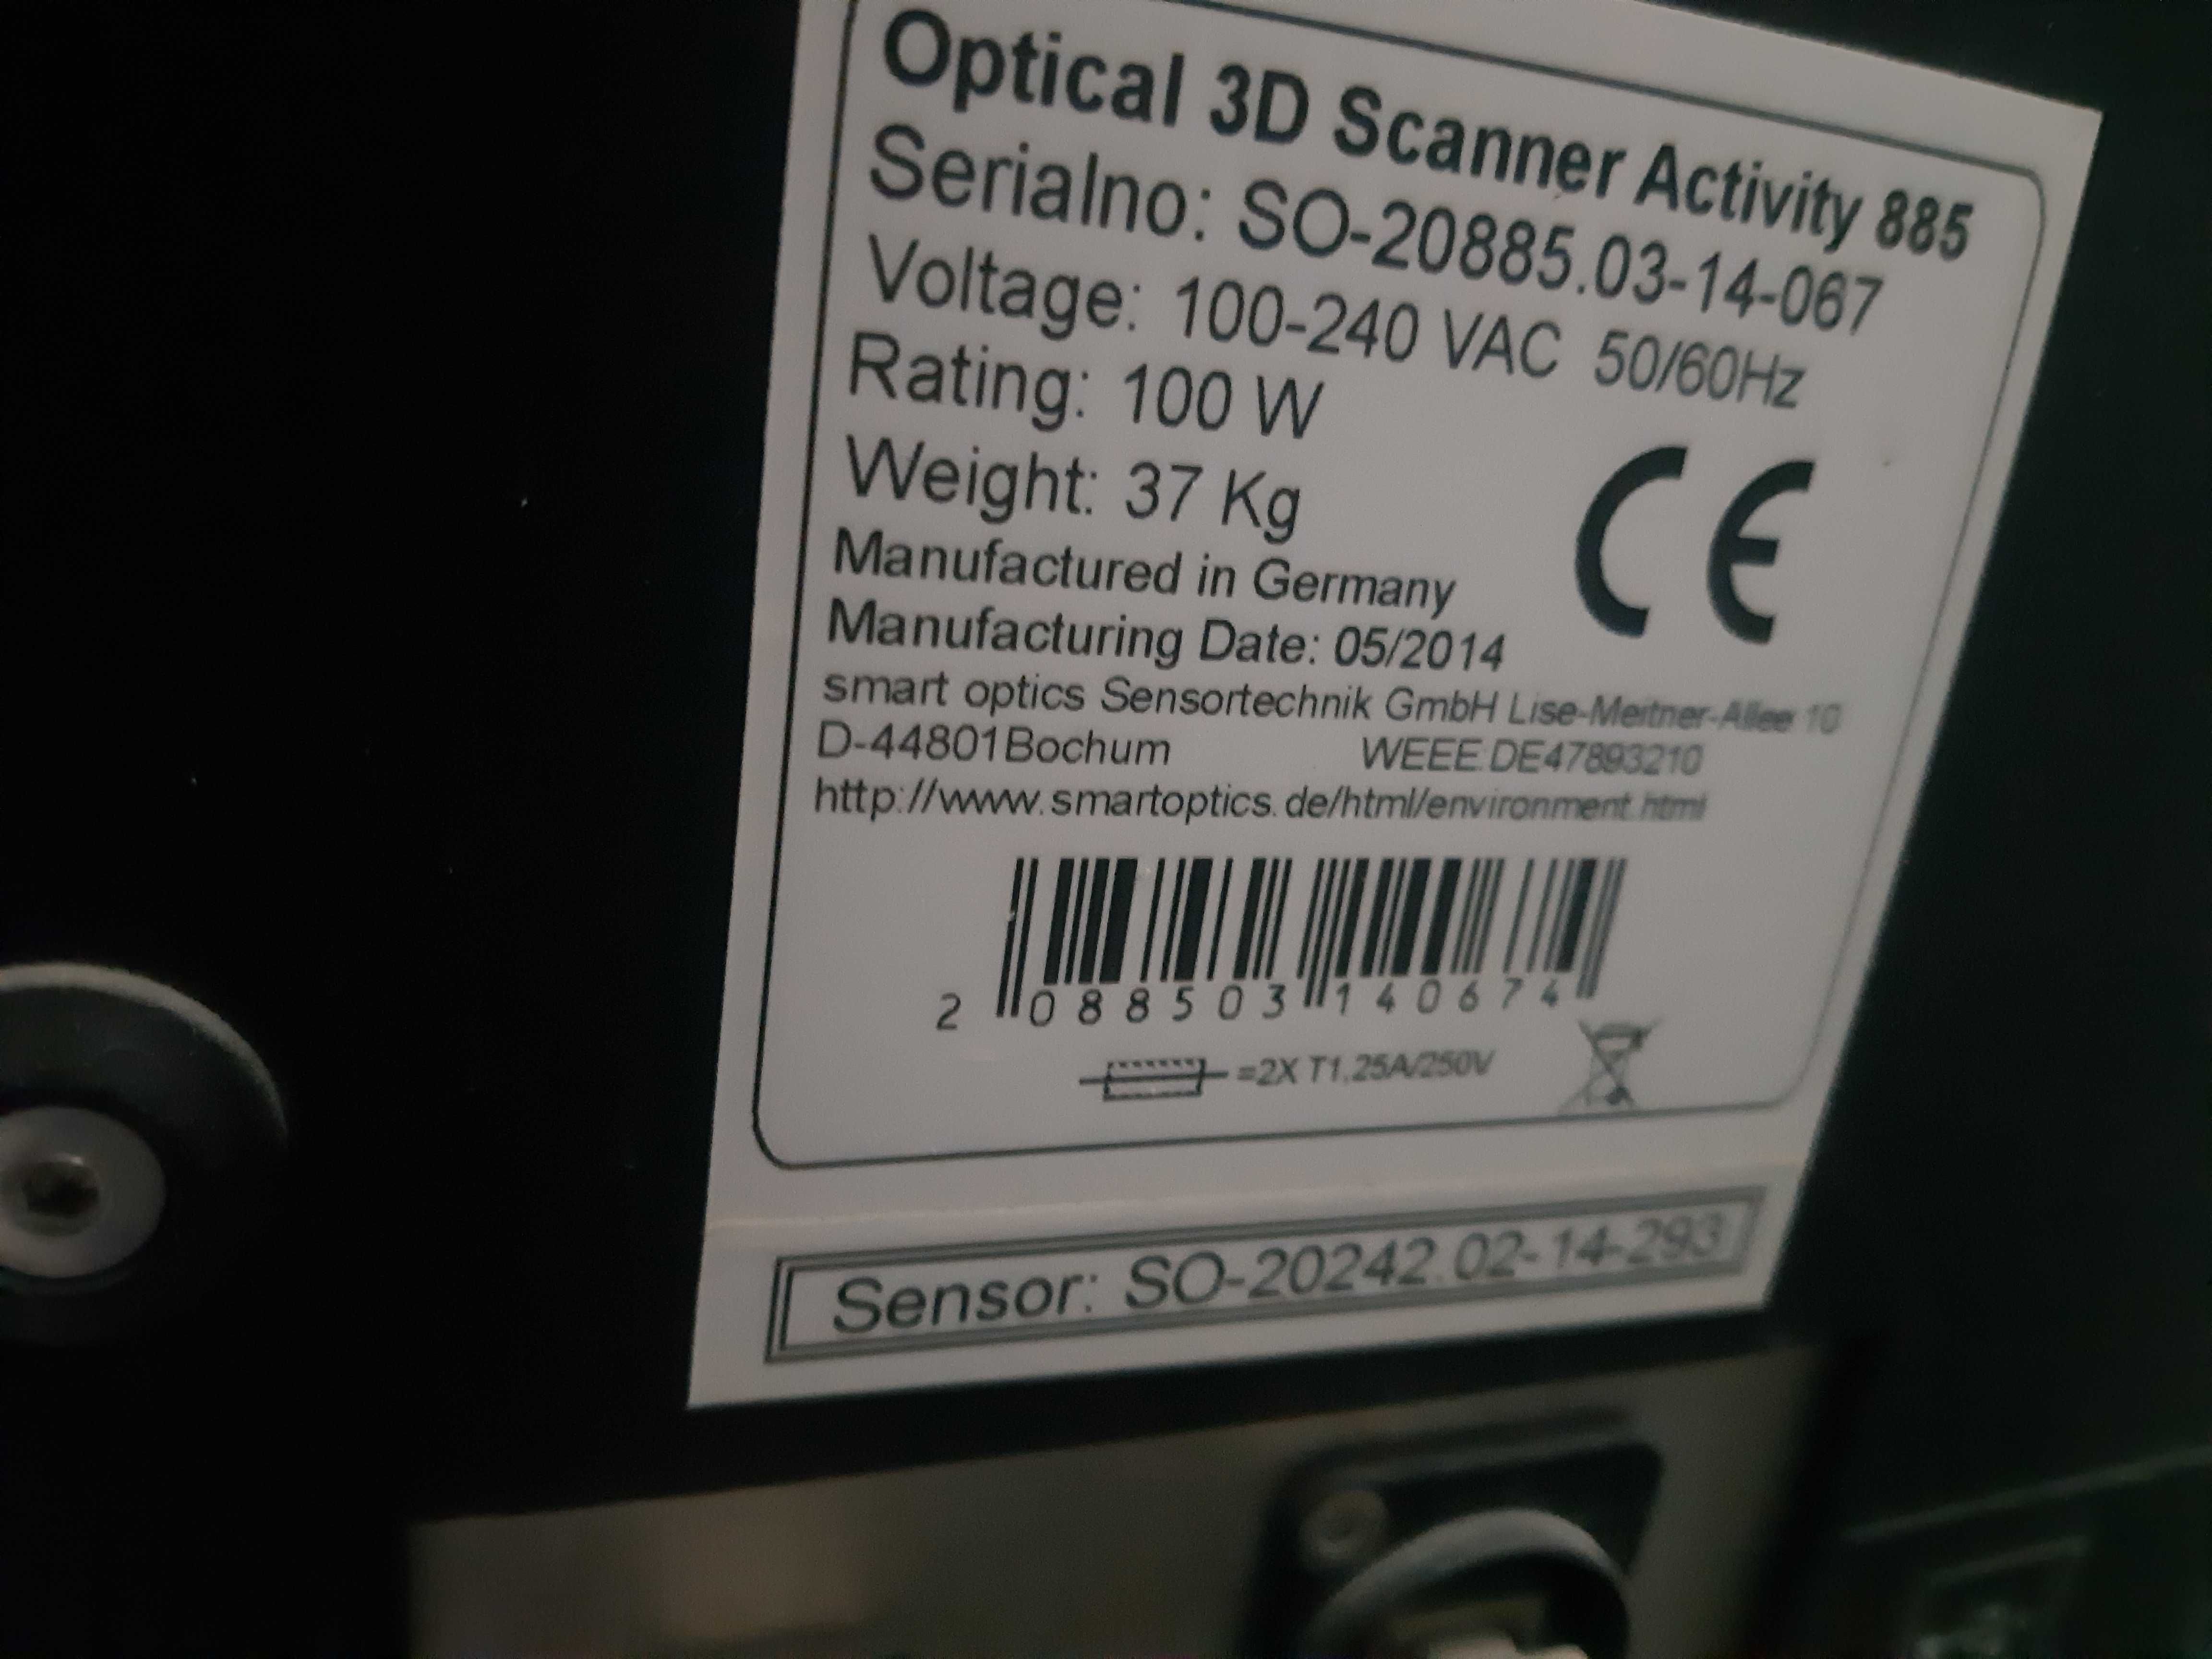 Optical 3D Scanner Activity 885
Serialno: SO-20885.03-14-067
Voltage: 100-240 VAC 50/60Hz
Rating: 100 W
Weight: 37 Kg
CE
Manufactured in Germany
Manufacturing Date: 05/2014
smart optics Sensortechnik GmbH Lise-Meitner-Allee 10
D-44801Bochum WEEE:DE47893210
http://www.smartoptics.de/html/environment.html
2 088503 140674
=2X T1,25A/250V
Sensor: SO-20242.02-14-293